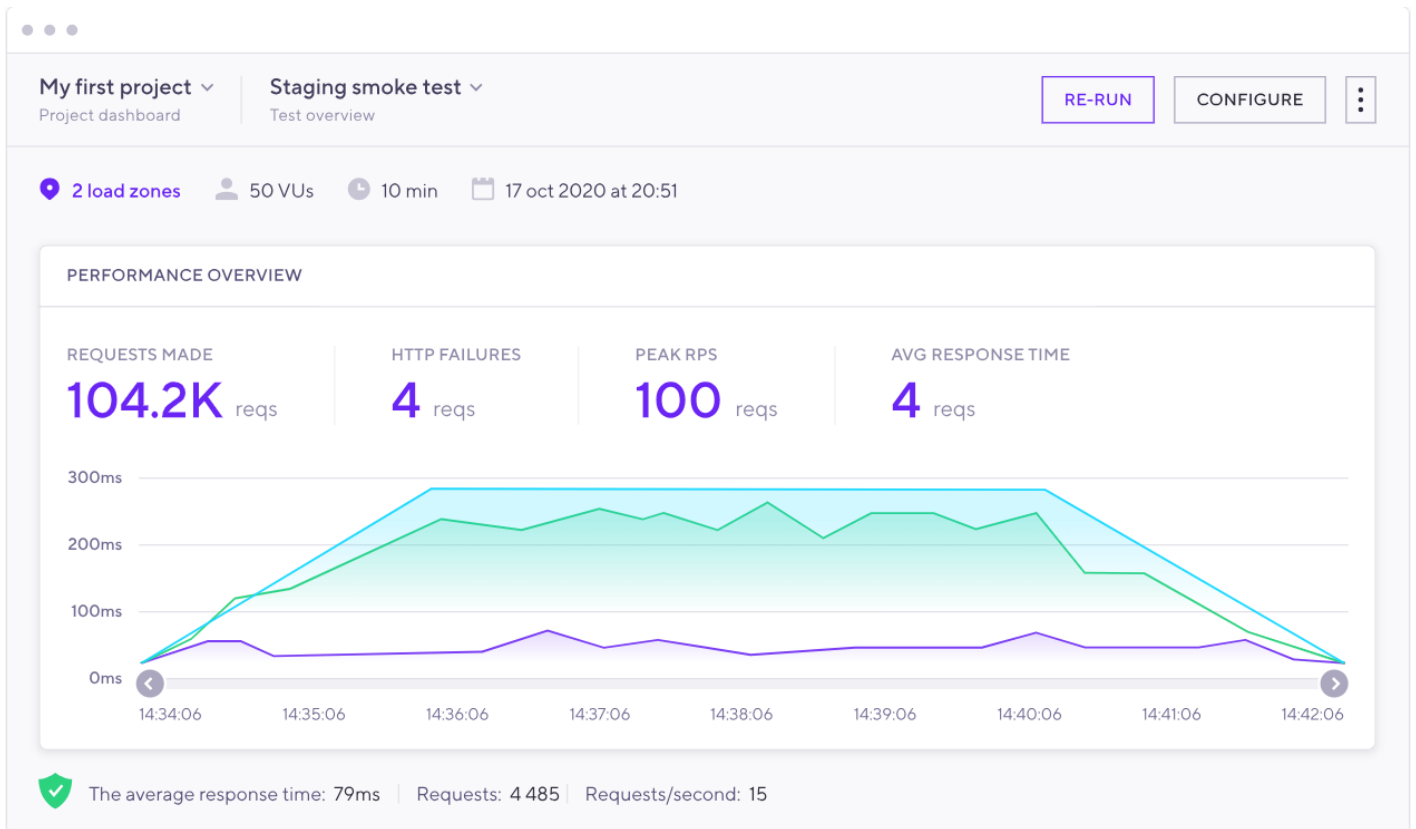 My first project
Project dashboard
Staging smoke test
Test overview
RE-RUN
CONFIGURE
2 load zones
50 VUs
10 min
17 oct 2020 at 20:51
PERFORMANCE OVERVIEW
REQUESTS MADE
104.2K reqs
HTTP FAILURES
4 reqs
PEAK RPS
100 reqs
AVG RESPONSE TIME
4 reqs
300ms
200ms
100ms
0ms
14:34:06 14:35:06 14:36:06 14:37:06 14:38:06 14:39:06 14:40:06 14:41:06 14:42:06
The average response time: 79ms Requests: 4 485 Requests/second: 15